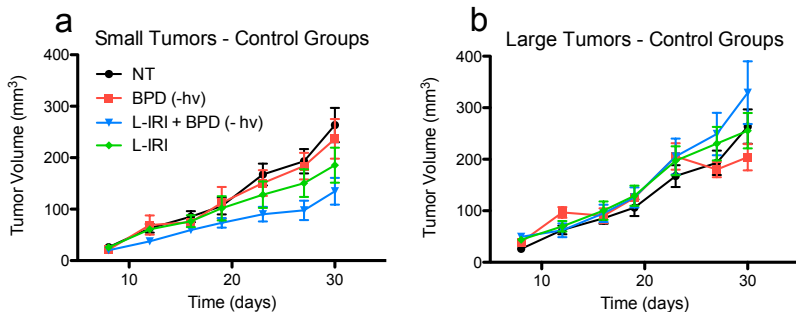 a
Small Tumors - Control Groups
NT
BPD (-hv)
L-IRI + BPD (- hv)
L-IRI
Tumor Volume (mm³)
400
300
200
100
0
10
20
30
Time (days)
b
Large Tumors - Control Groups
Tumor Volume (mm³)
400
300
200
100
0
10
20
30
Time (days)